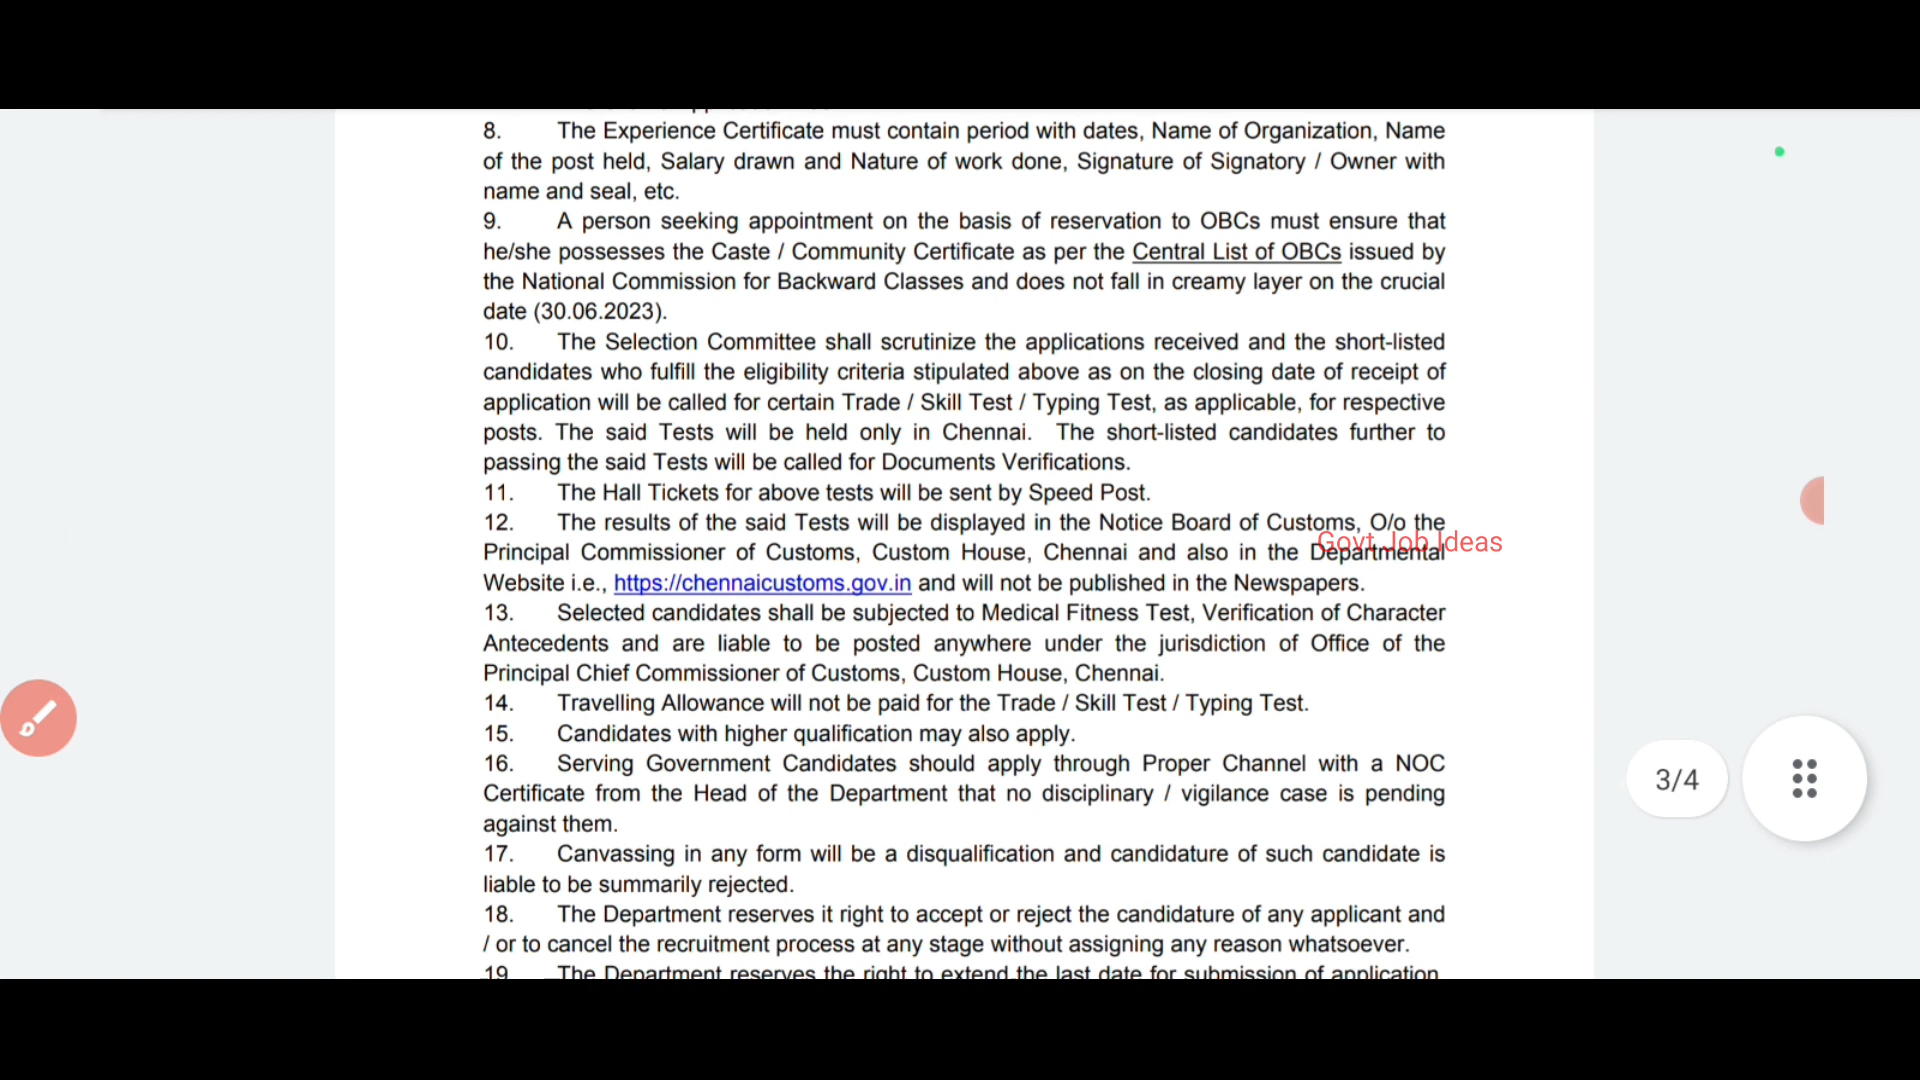 8. The Experience Certificate must contain period with dates, Name of Organization, Name
of the post held, Salary drawn and Nature of work done, Signature of Signatory / Owner with
name and seal, etc.
9. A person seeking appointment on the basis of reservation to OBCs must ensure that
he/she possesses the Caste / Community Certificate as per the Central List of OBCs issued by
the National Commission for Backward Classes and does not fall in creamy layer on the crucial
date (30.06.2023).
10. The Selection Committee shall scrutinize the applications received and the short-listed
candidates who fulfill the eligibility criteria stipulated above as on the closing date of receipt of
application will be called for certain Trade / Skill Test / Typing Test, as applicable, for respective
posts. The said Tests will be held only in Chennai. The short-listed candidates further to
passing the said Tests will be called for Documents Verifications.
11. The Hall Tickets for above tests will be sent by Speed Post.
12. The results of the said Tests will be displayed in the Notice Board of Customs, O/o the
Principal Commissioner of Customs, Custom House, Chennai and also in the Departmental
Govt Job Ideas
Website i.e., https://chennaicustoms.gov.in and will not be published in the Newspapers.
13. Selected candidates shall be subjected to Medical Fitness Test, Verification of Character
Antecedents and are liable to be posted anywhere under the jurisdiction of Office of the
Principal Chief Commissioner of Customs, Custom House, Chennai.
14. Travelling Allowance will not be paid for the Trade / Skill Test / Typing Test.
15. Candidates with higher qualification may also apply.
16. Serving Government Candidates should apply through Proper Channel with a NOC
Certificate from the Head of the Department that no disciplinary / vigilance case is pending
against them.
3/4
17. Canvassing in any form will be a disqualification and candidature of such candidate is
liable to be summarily rejected.
18. The Department reserves it right to accept or reject the candidature of any applicant and
/ or to cancel the recruitment process at any stage without assigning any reason whatsoever.
19. The Department reserves the right to extend the last date for submission of application